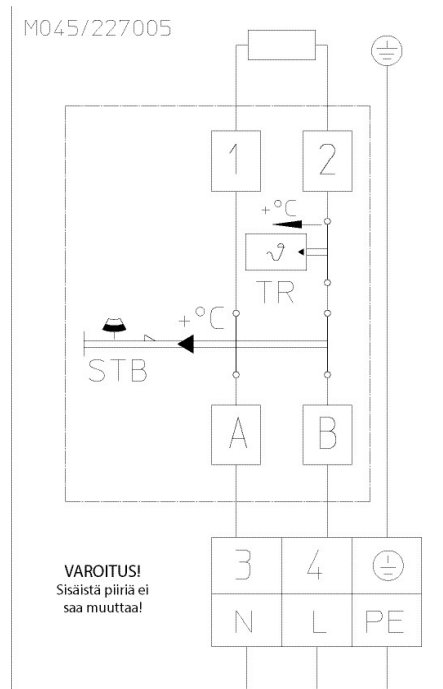 M045/227005
1 2
+°C
ϑ
TR
+°C
STB
A B
3 4
N L PE
VAROITUS!
Sisäistä piiriä ei
saa muuttaa!